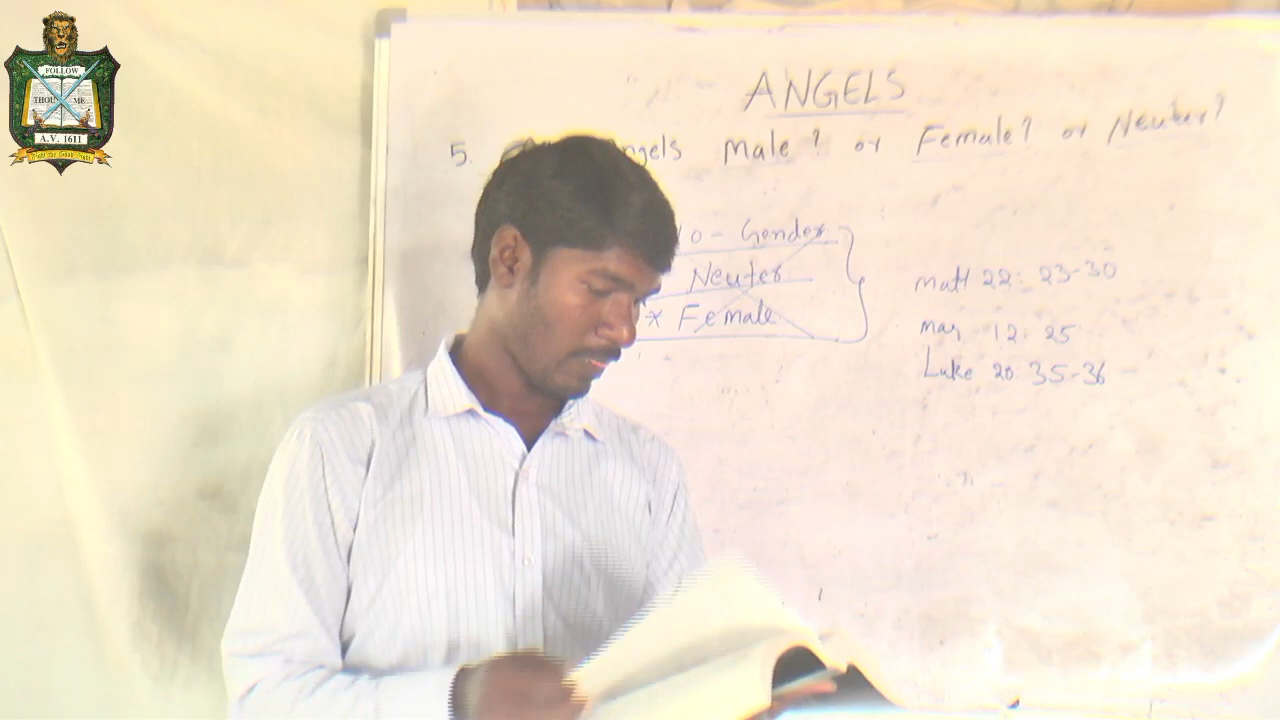 FOLLOW
THOU ME
A.V. 1611
ANGELS
5. ngels Male? or Female? or Neuter?
o - Gender
Neuter
* Female
Matt 22: 23-30
Mar 12: 25
Luke 20: 35-36